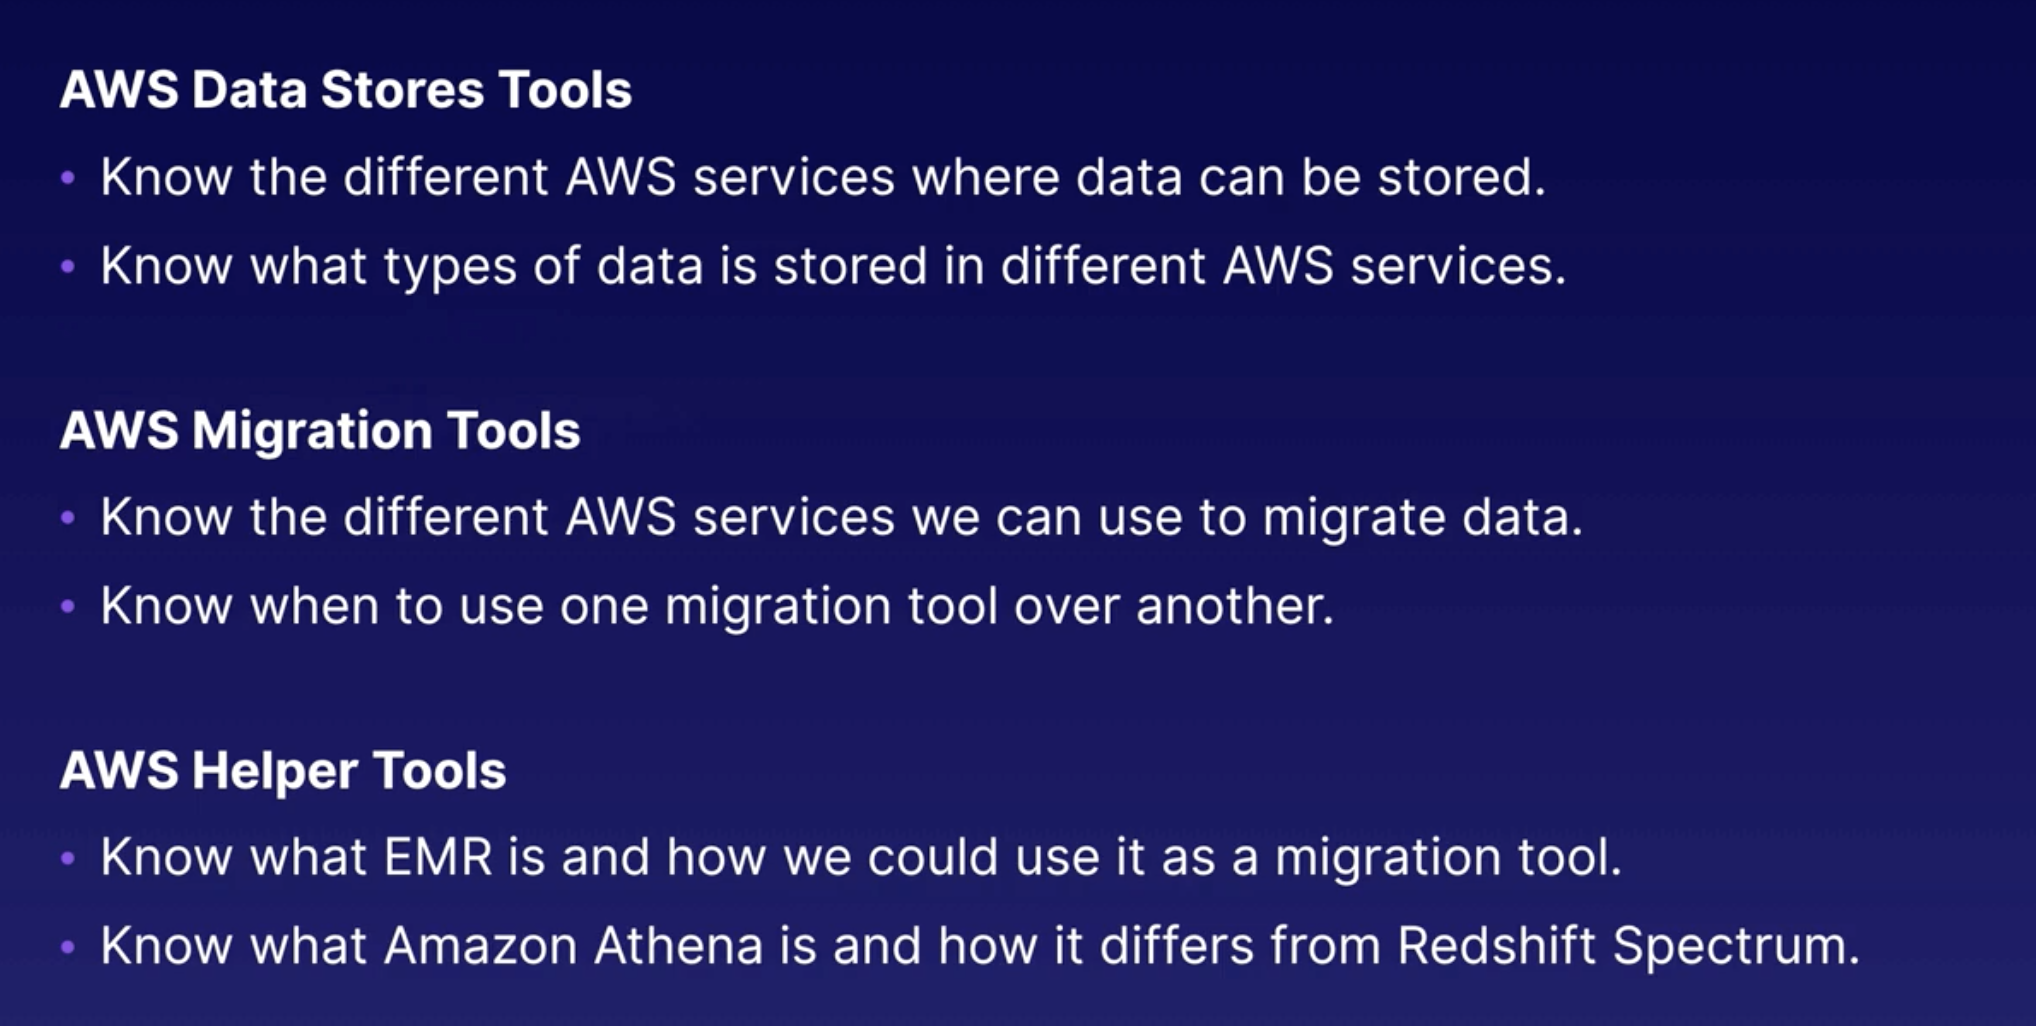 AWS Data Stores Tools
• Know the different AWS services where data can be stored.
• Know what types of data is stored in different AWS services.
AWS Migration Tools
• Know the different AWS services we can use to migrate data.
• Know when to use one migration tool over another.
AWS Helper Tools
• Know what EMR is and how we could use it as a migration tool.
• Know what Amazon Athena is and how it differs from Redshift Spectrum.